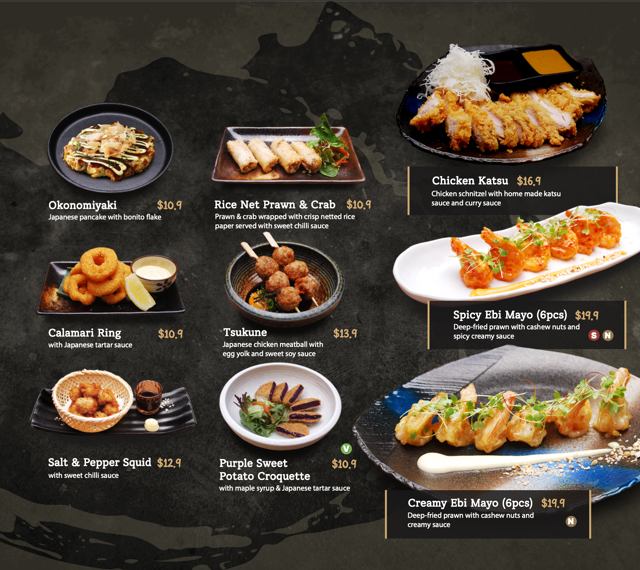 Okonomiyaki $10.9
Japanese pancake with bonito flake
Rice Net Prawn & Crab $10.9
Prawn & crab wrapped with crisp netted rice
paper served with sweet chilli sauce
Chicken Katsu $16.9
Chicken schnitzel with home made katsu
sauce and curry sauce
Calamari Ring $10.9
with Japanese tartar sauce
Tsukune $13.9
Japanese chicken meatball with
egg yolk and sweet soy sauce
Spicy Ebi Mayo (6pcs) $19.9
Deep-fried prawn with cashew nuts and
spicy creamy sauce
S N
Salt & Pepper Squid $12.9
with sweet chilli sauce
V
Purple Sweet
Potato Croquette $10.9
with maple syrup & Japanese tartar sauce
Creamy Ebi Mayo (6pcs) $19.9
Deep-fried prawn with cashew nuts and
creamy sauce
N